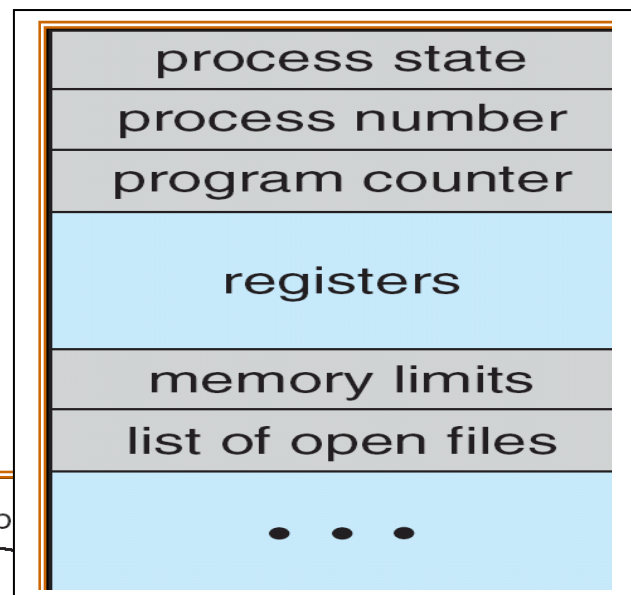 process state
process number
program counter
registers
memory limits
list of open files
• • •